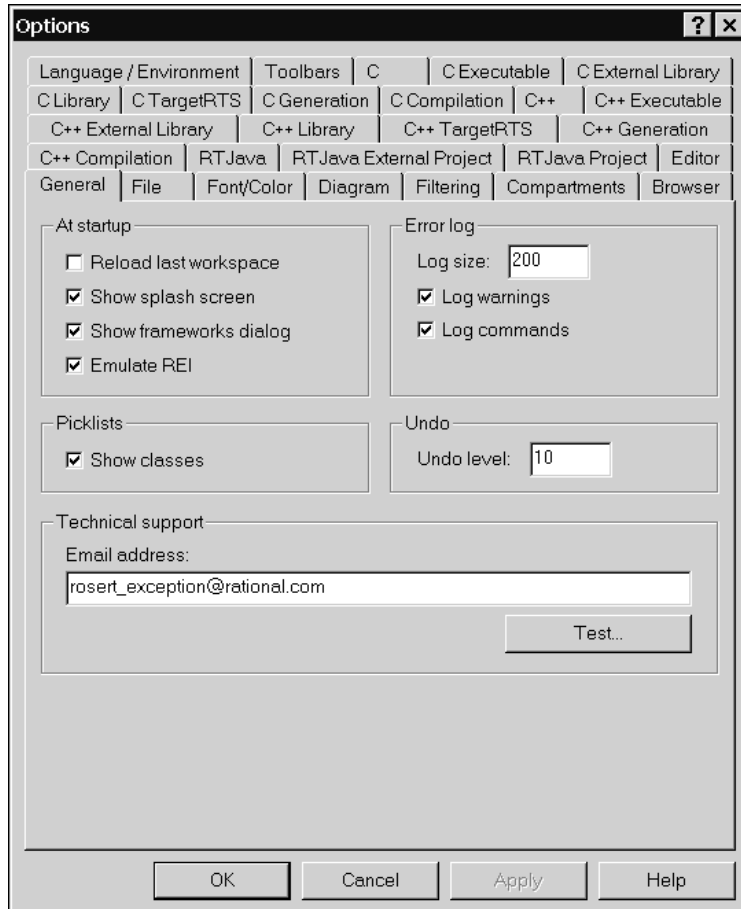 Options
Language / Environment Toolbars C C Executable C External Library
C Library C TargetRTS C Generation C Compilation C++ C++ Executable
C++ External Library C++ Library C++ TargetRTS C++ Generation
C++ Compilation RTJava RTJava External Project RTJava Project Editor
General File Font/Color Diagram Filtering Compartments Browser
At startup
Reload last workspace
Show splash screen
Show frameworks dialog
Emulate REI
Error log
Log size: 200
Log warnings
Log commands
Picklists
Show classes
Undo
Undo level: 10
Technical support
Email address:
rosert_exception@rational.com
Test...
OK Cancel Apply Help